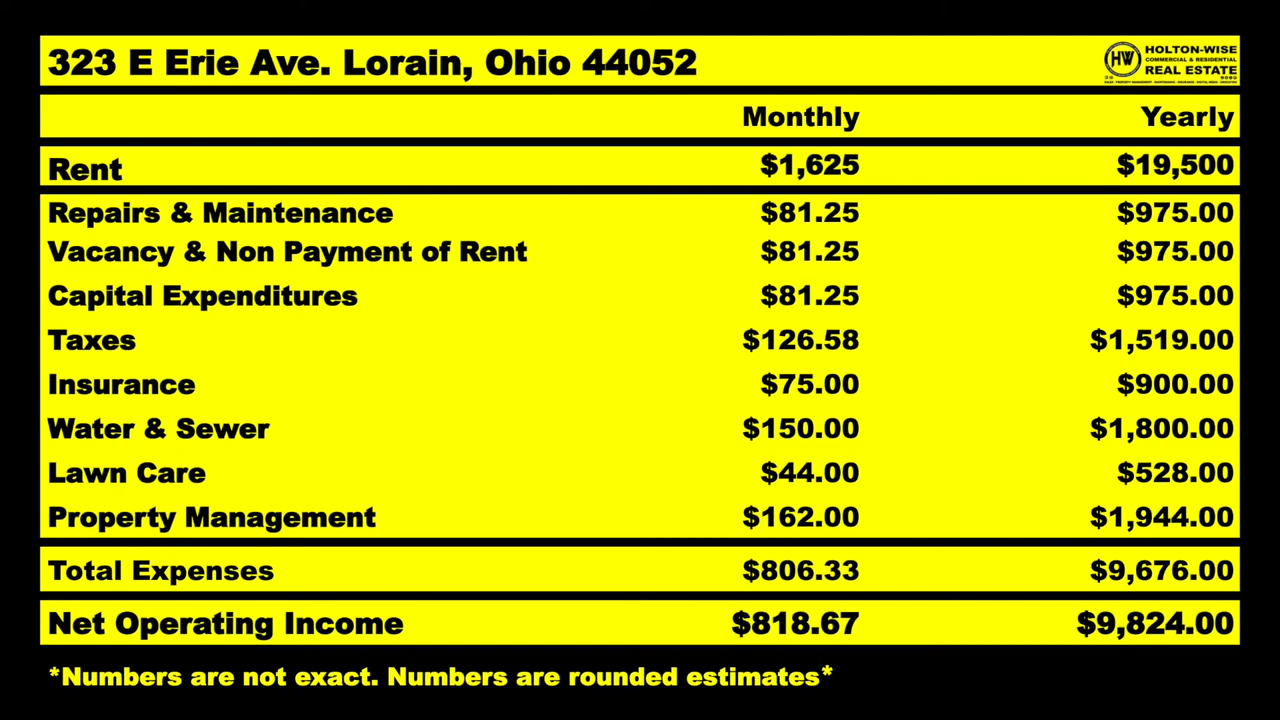 323 E Erie Ave. Lorain, Ohio 44052
HOLTON-WISE
COMMERCIAL & RESIDENTIAL
REAL ESTATE
HW
Monthly Yearly
Rent $1,625 $19,500
Repairs & Maintenance $81.25 $975.00
Vacancy & Non Payment of Rent $81.25 $975.00
Capital Expenditures $81.25 $975.00
Taxes $126.58 $1,519.00
Insurance $75.00 $900.00
Water & Sewer $150.00 $1,800.00
Lawn Care $44.00 $528.00
Property Management $162.00 $1,944.00
Total Expenses $806.33 $9,676.00
Net Operating Income $818.67 $9,824.00
*Numbers are not exact. Numbers are rounded estimates*